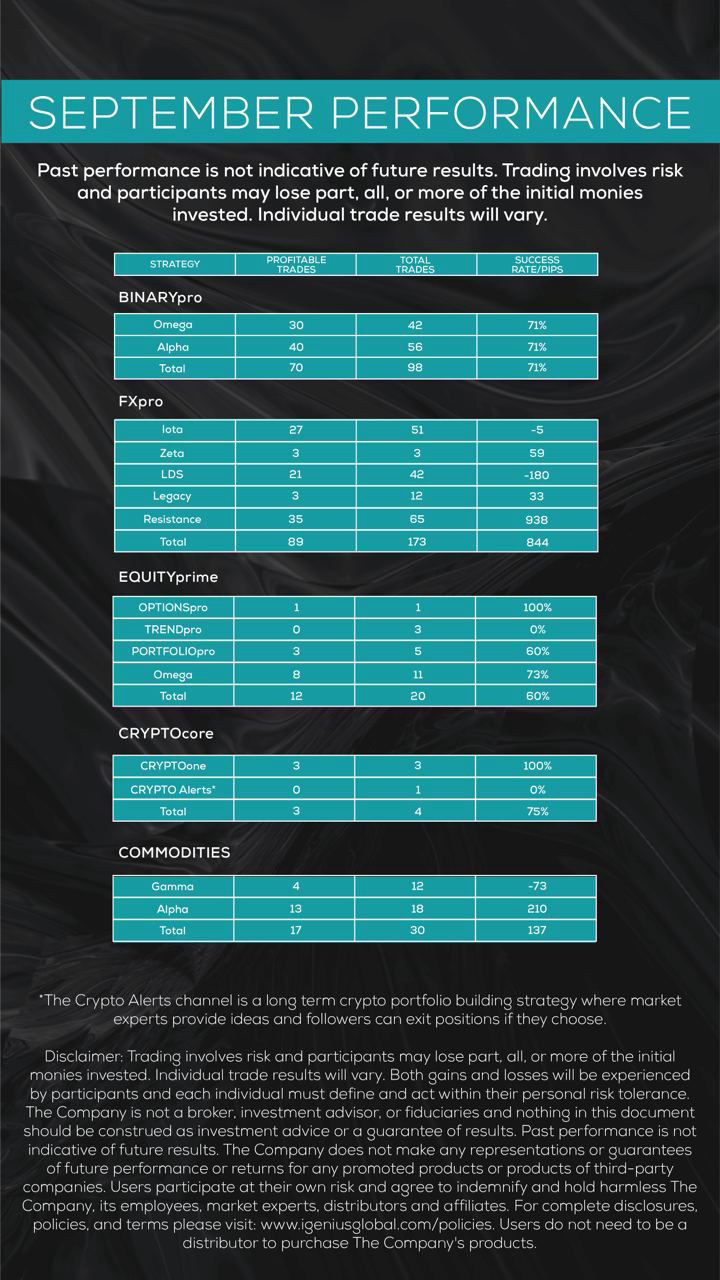 SEPTEMBER PERFORMANCE
Past performance is not indicative of future results. Trading involves risk
and participants may lose part, all, or more of the initial monies
invested. Individual trade results will vary.
STRATEGY PROFITABLE TRADES TOTAL TRADES SUCCESS RATE/PIPS
BINARYpro
Omega 30 42 71%
Alpha 40 56 71%
Total 70 98 71%
FXpro
Iota 27 51 -5
Zeta 3 3 59
LDS 21 42 -180
Legacy 3 12 33
Resistance 35 65 938
Total 89 173 844
EQUITYprime
OPTIONSpro 1 1 100%
TRENDpro 0 3 0%
PORTFOLIOpro 3 5 60%
Omega 8 11 73%
Total 12 20 60%
CRYPTOcore
CRYPTOone 3 3 100%
CRYPTO Alerts* 0 1 0%
Total 3 4 75%
COMMODITIES
Gamma 4 12 -73
Alpha 13 18 210
Total 17 30 137
*The Crypto Alerts channel is a long term crypto portfolio building strategy where market
experts provide ideas and followers can exit positions if they choose.
Disclaimer: Trading involves risk and participants may lose part, all, or more of the initial
monies invested. Individual trade results will vary. Both gains and losses will be experienced
by participants and each individual must define and act within their personal risk tolerance.
The Company is not a broker, investment advisor, or fiduciaries and nothing in this document
should be construed as investment advice or a guarantee of results. Past performance is not
indicative of future results. The Company does not make any representations or guarantees
of future performance or returns for any promoted products or products of third-party
companies. Users participate at their own risk and agree to indemnify and hold harmless The
Company, its employees, market experts, distributors and affiliates. For complete disclosures,
policies, and terms please visit: www.igeniusglobal.com/policies. Users do not need to be a
distributor to purchase The Company's products.